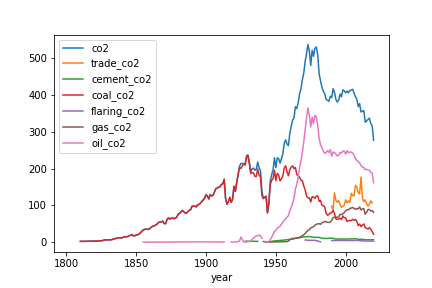 co2
trade_co2
cement_co2
coal_co2
flaring_co2
gas_co2
oil_co2
500
400
300
200
100
0
1800 1850 1900 1950 2000
year